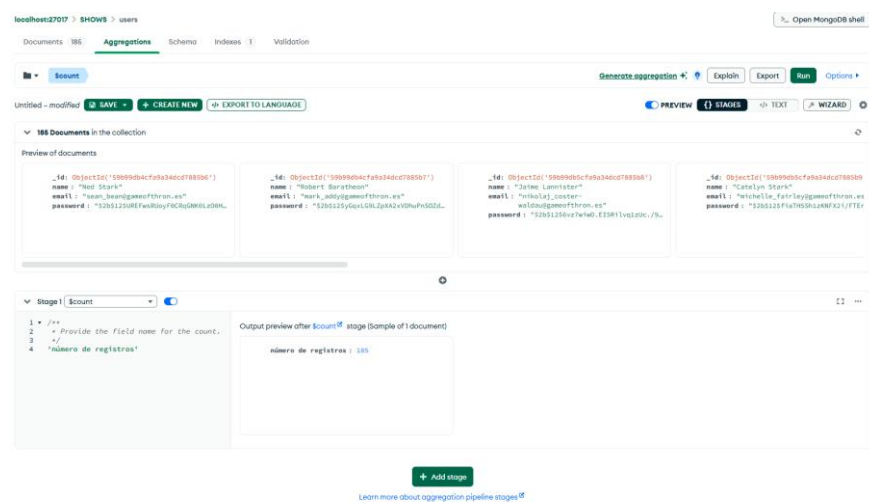 localhost:27017 > SHOWS > users
>_ Open MongoDB shell
Documents 185 Aggregations Schema Indexes 1 Validation
$count
Generate aggregation Explain Export Run Options
Untitled – modified SAVE + CREATE NEW EXPORT TO LANGUAGE
PREVIEW {} STAGES </> TEXT WIZARD
185 Documents in the collection
Preview of documents
_id: ObjectId('59b99db4cfa9a34dcd7885b6')
name : "Ned Stark"
email : "sean_bean@gameofthron.es"
_id: ObjectId('59b99db4cfa9a34dcd7885b7')
name : "Robert Baratheon"
email : "mark_addy@gameofthron.es"
_id: ObjectId('59b99db5cfa9a34dcd7885b8')
name : "Jaime Lannister"
email : "nikolaj_coster-
waldau@gameofthron.es"
_id: ObjectId('59b99db5cfa9a34dcd7885b9
name : "Catelyn Stark"
email : "michelle_fairley@gameofthron.es
Stage 1 $count
1 /**
2 * Provide the field name for the count.
3 */
4 'número de registros'
Output preview after $count stage (Sample of 1 document)
número de registros : 185
+ Add stage
Learn more about aggregation pipeline stages